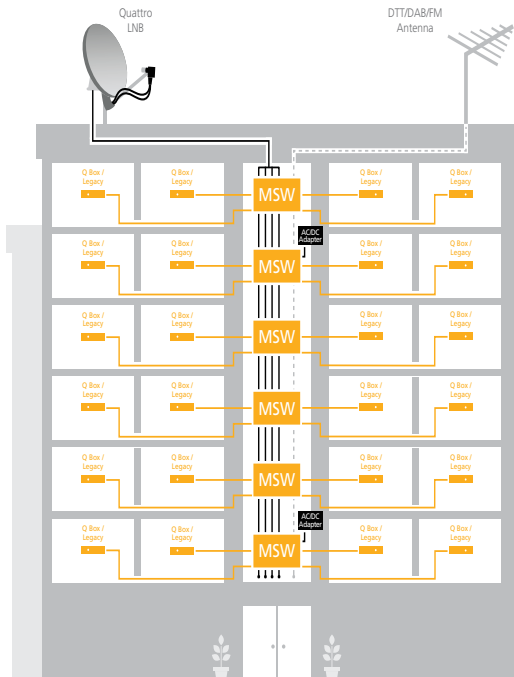 Quattro
LNB
DTT/DAB/FM
Antenna
Q Box /
Legacy
Q Box /
Legacy
MSW
Q Box /
Legacy
Q Box /
Legacy
AC/DC
Adapter
Q Box /
Legacy
Q Box /
Legacy
MSW
Q Box /
Legacy
Q Box /
Legacy
Q Box /
Legacy
Q Box /
Legacy
MSW
Q Box /
Legacy
Q Box /
Legacy
Q Box /
Legacy
Q Box /
Legacy
MSW
Q Box /
Legacy
Q Box /
Legacy
Q Box /
Legacy
Q Box /
Legacy
MSW
Q Box /
Legacy
Q Box /
Legacy
AC/DC
Adapter
Q Box /
Legacy
Q Box /
Legacy
MSW
Q Box /
Legacy
Q Box /
Legacy